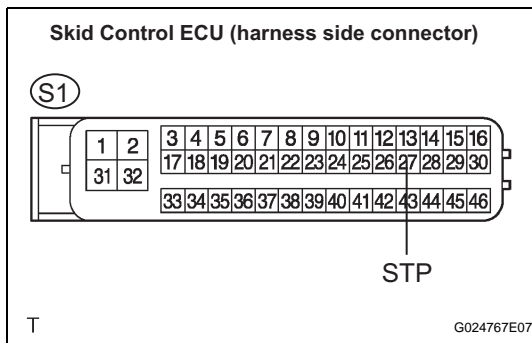 Skid Control ECU (harness side connector)
S1
1 2 3 4 5 6 7 8 9 10 11 12 13 14 15 16
17 18 19 20 21 22 23 24 25 26 27 28 29 30
31 32
33 34 35 36 37 38 39 40 41 42 43 44 45 46
STP
T G024767E07